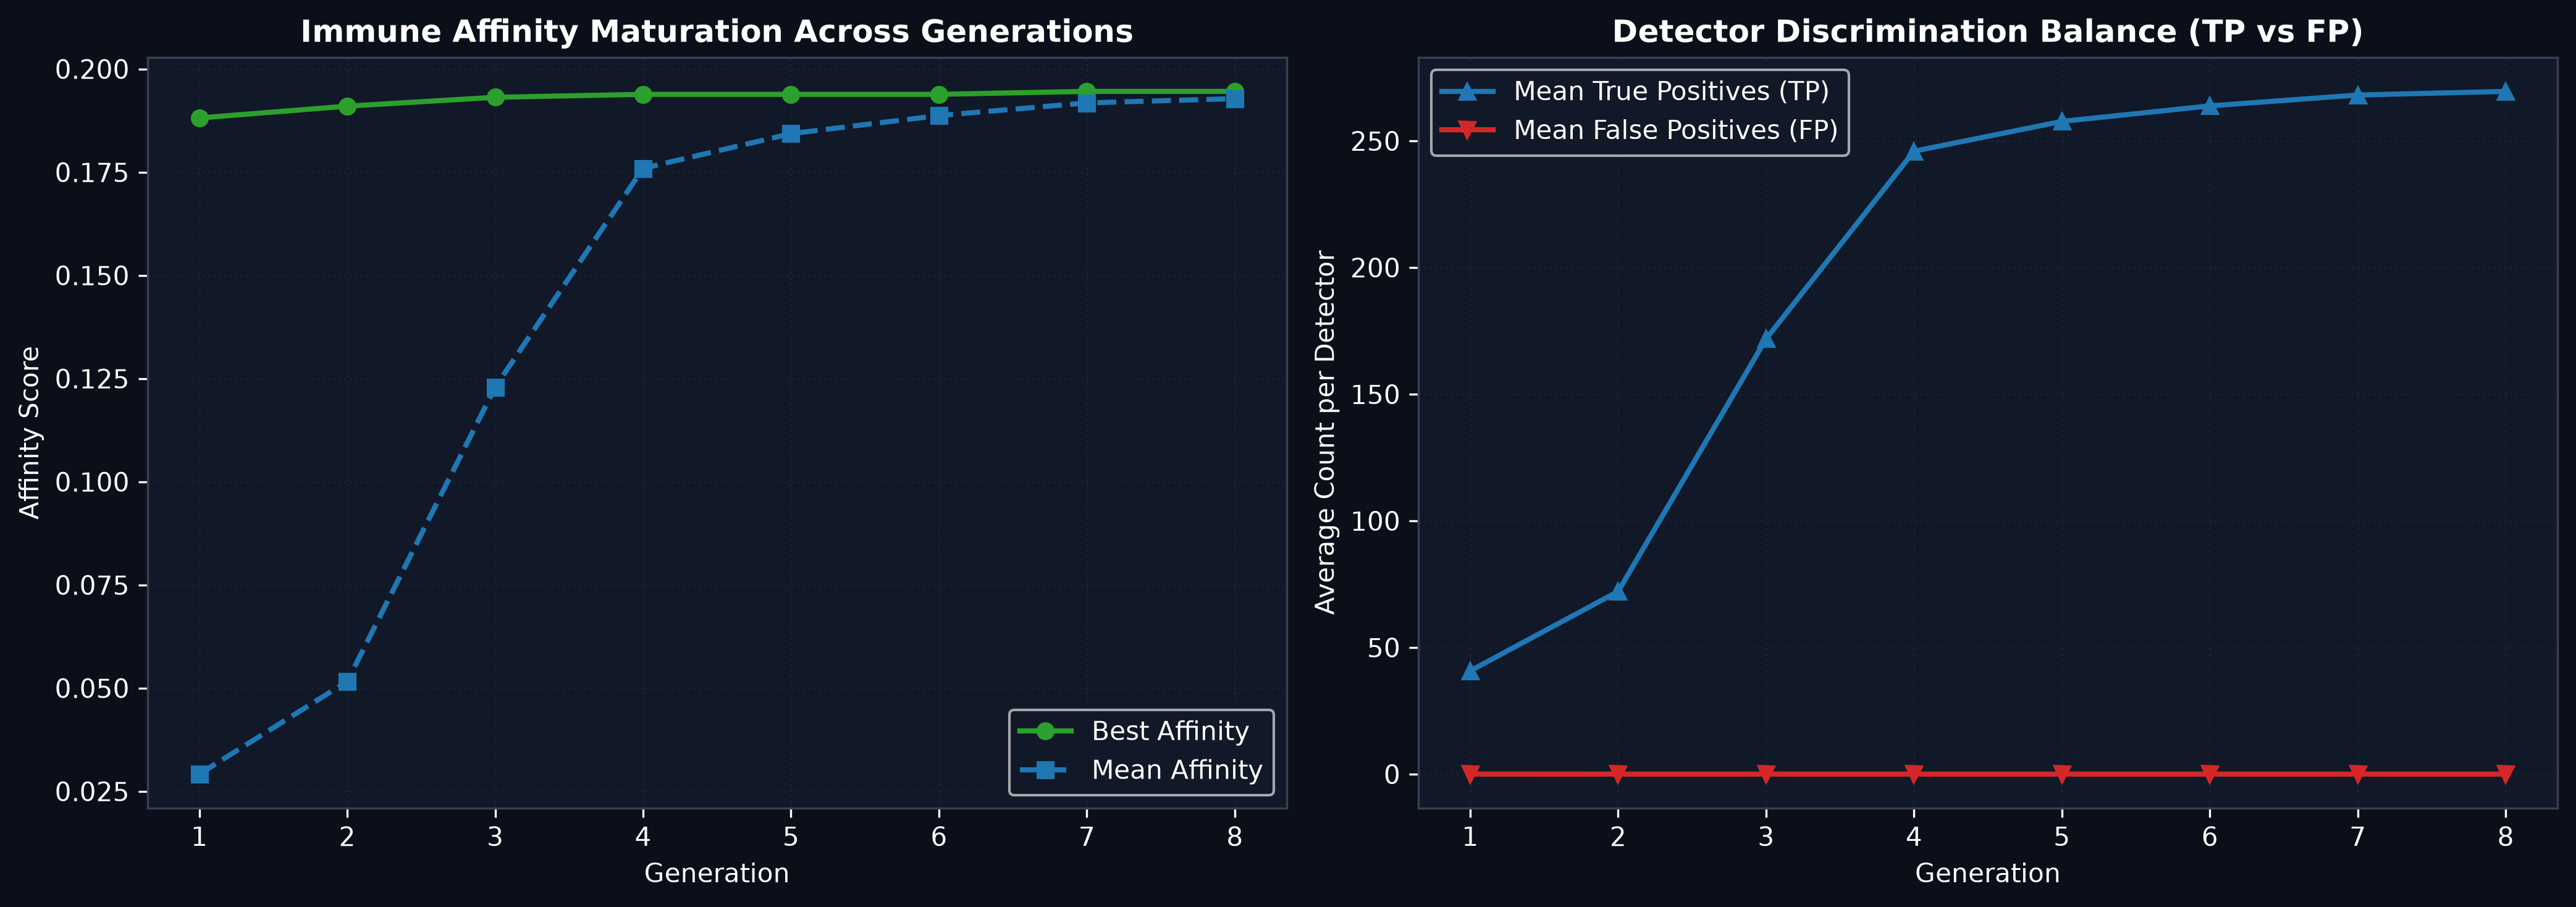 Immune Affinity Maturation Across Generations
Affinity Score
0.200
0.175
0.150
0.125
0.100
0.075
0.050
0.025
Best Affinity
Mean Affinity
1 2 3 4 5 6 7 8
Generation
Detector Discrimination Balance (TP vs FP)
Mean True Positives (TP)
Mean False Positives (FP)
Average Count per Detector
250
200
150
100
50
0
1 2 3 4 5 6 7 8
Generation